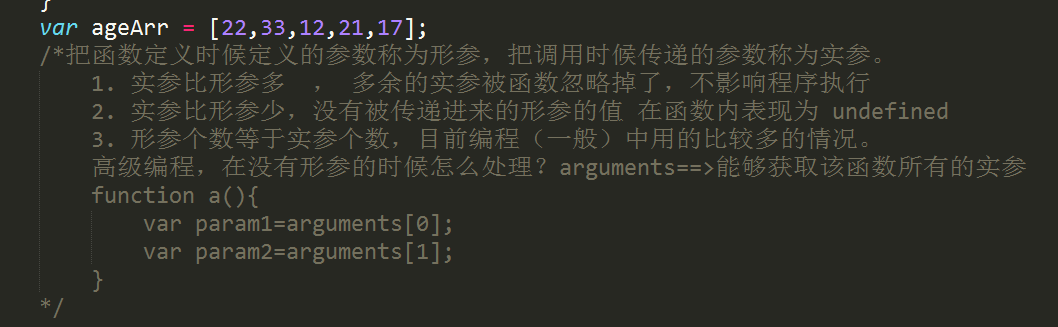 }
var ageArr = [22,33,12,21,17];
/*把函数定义时候定义的参数称为形参，把调用时候传递的参数称为实参。
1. 实参比形参多 ， 多余的实参被函数忽略掉了，不影响程序执行
2. 实参比形参少，没有被传递进来的形参的值 在函数内表现为 undefined
3. 形参个数等于实参个数，目前编程（一般）中用的比较多的情况。
高级编程，在没有形参的时候怎么处理？arguments==>能够获取该函数所有的实参
function a(){
var param1=arguments[0];
var param2=arguments[1];
}
*/